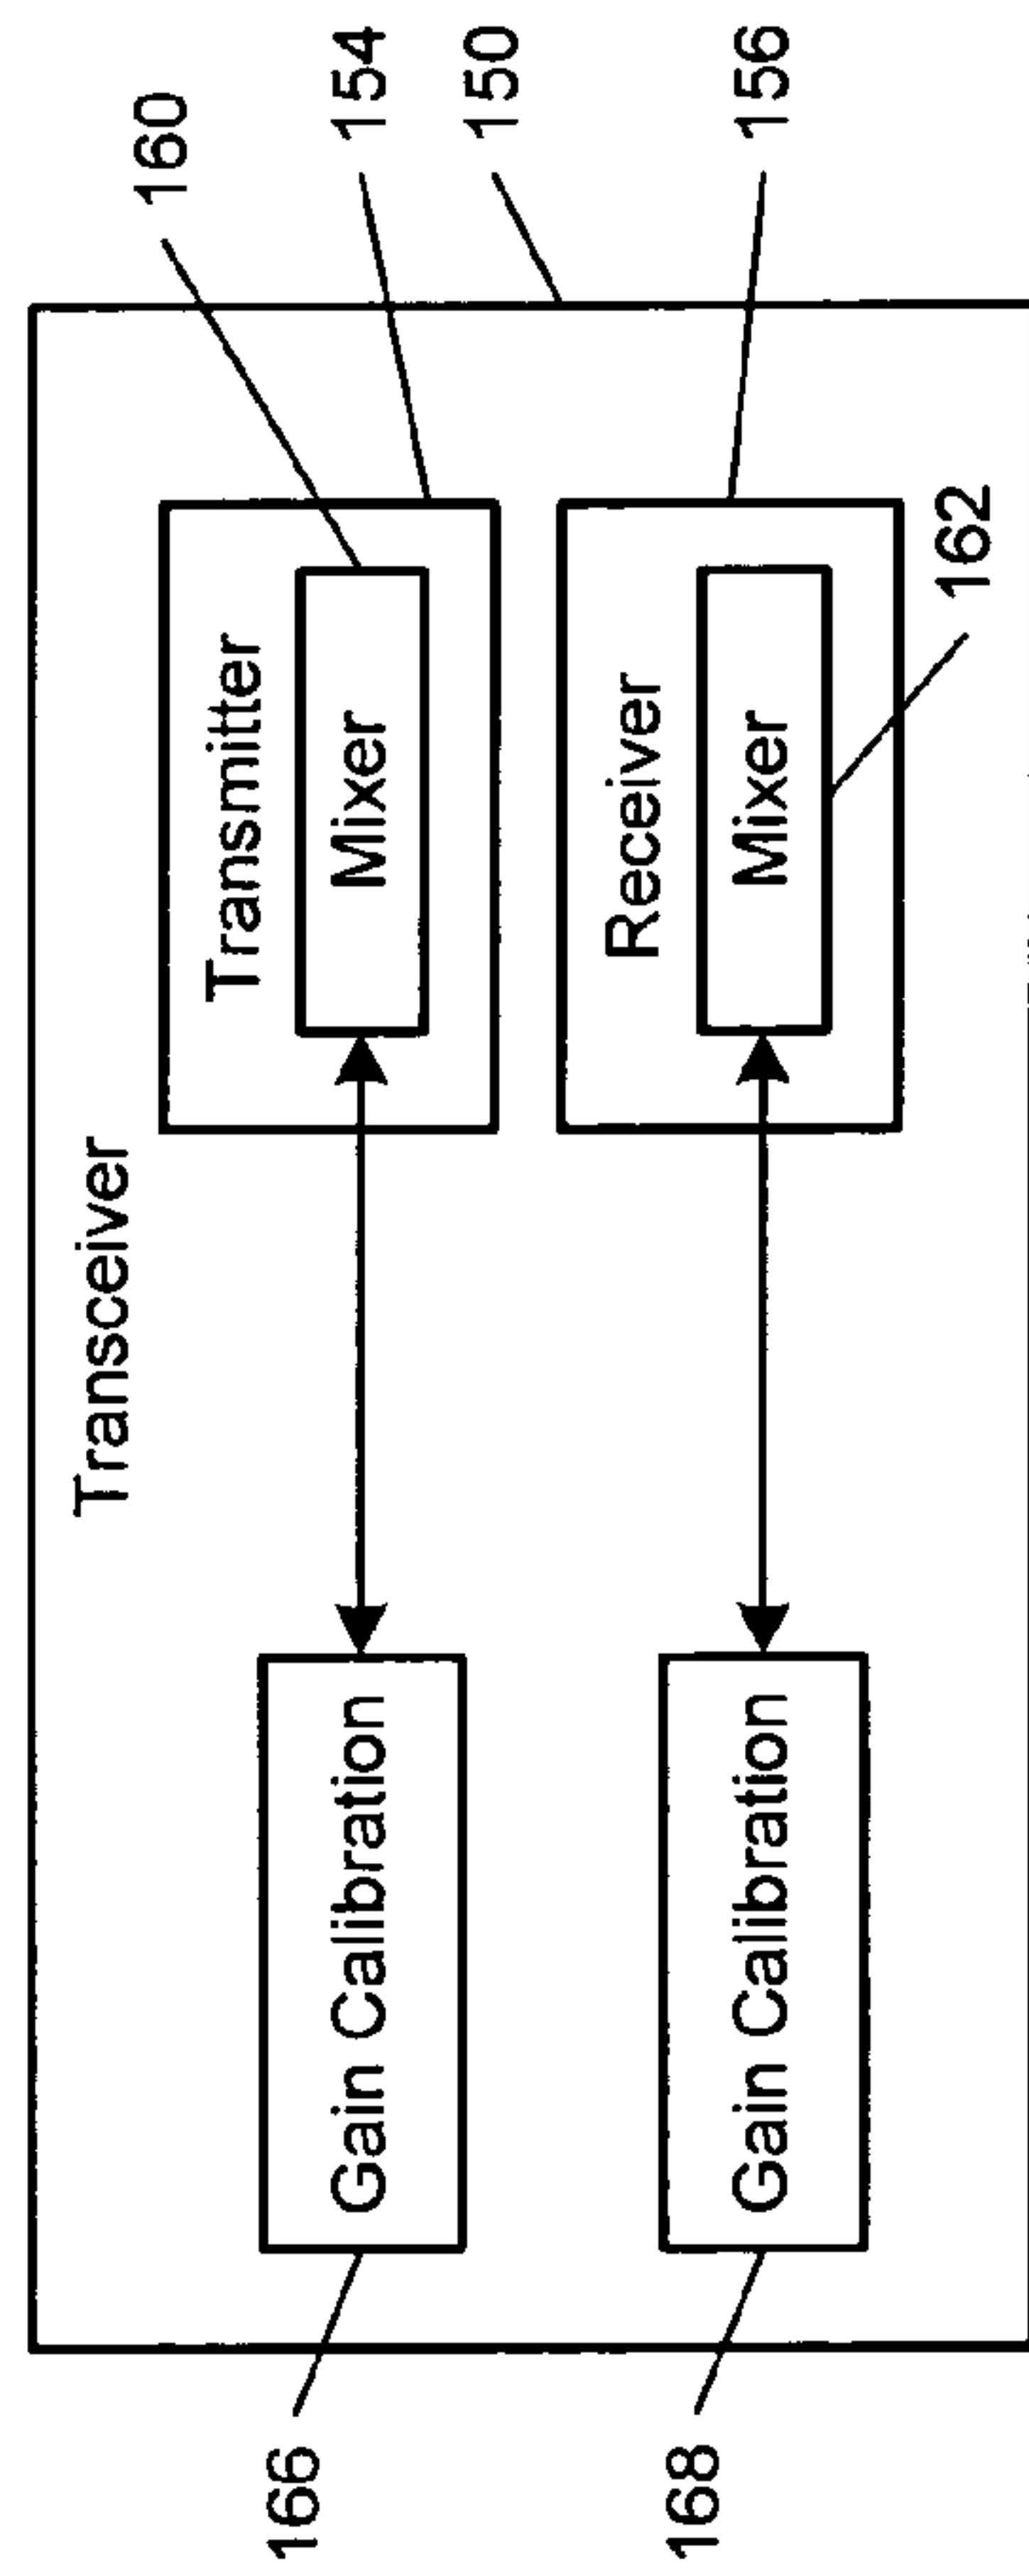 Transceiver
160
Transmitter
154
166
Gain Calibration
Mixer
150
Receiver
156
168
Gain Calibration
Mixer
162